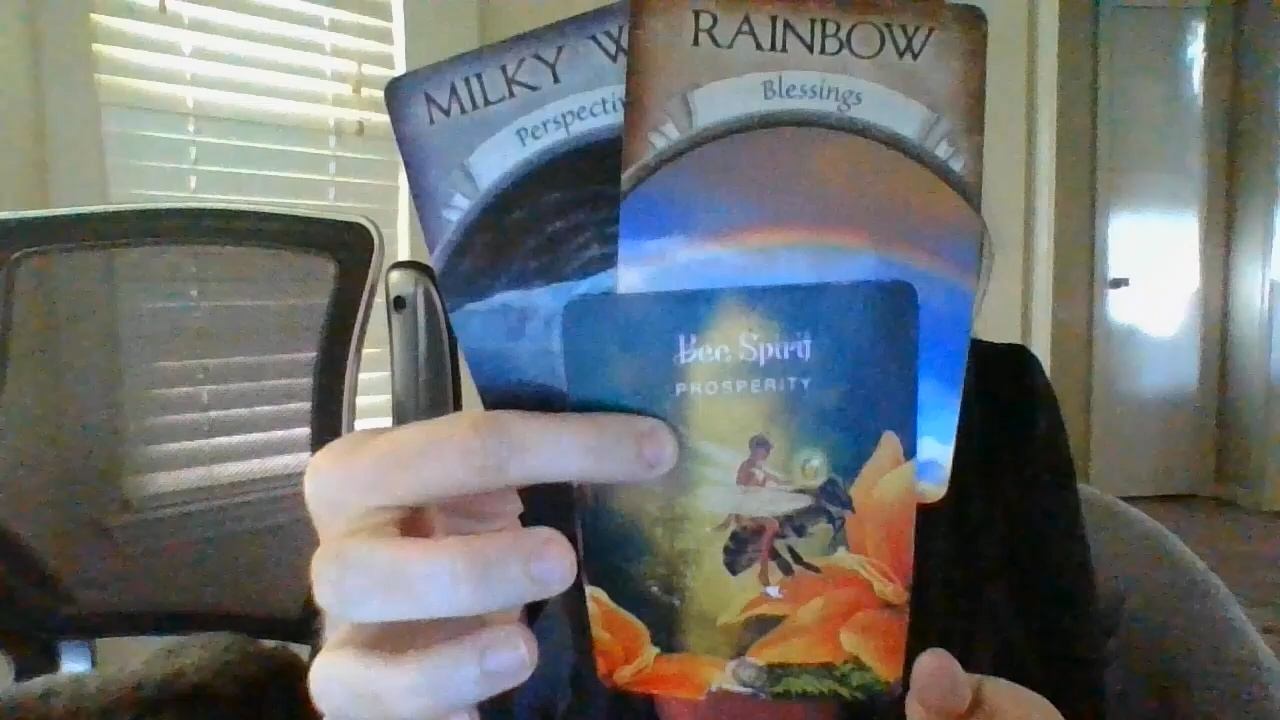 MILKY W
Perspectiv
RAINBOW
Blessings
Bee Spirit
PROSPERITY